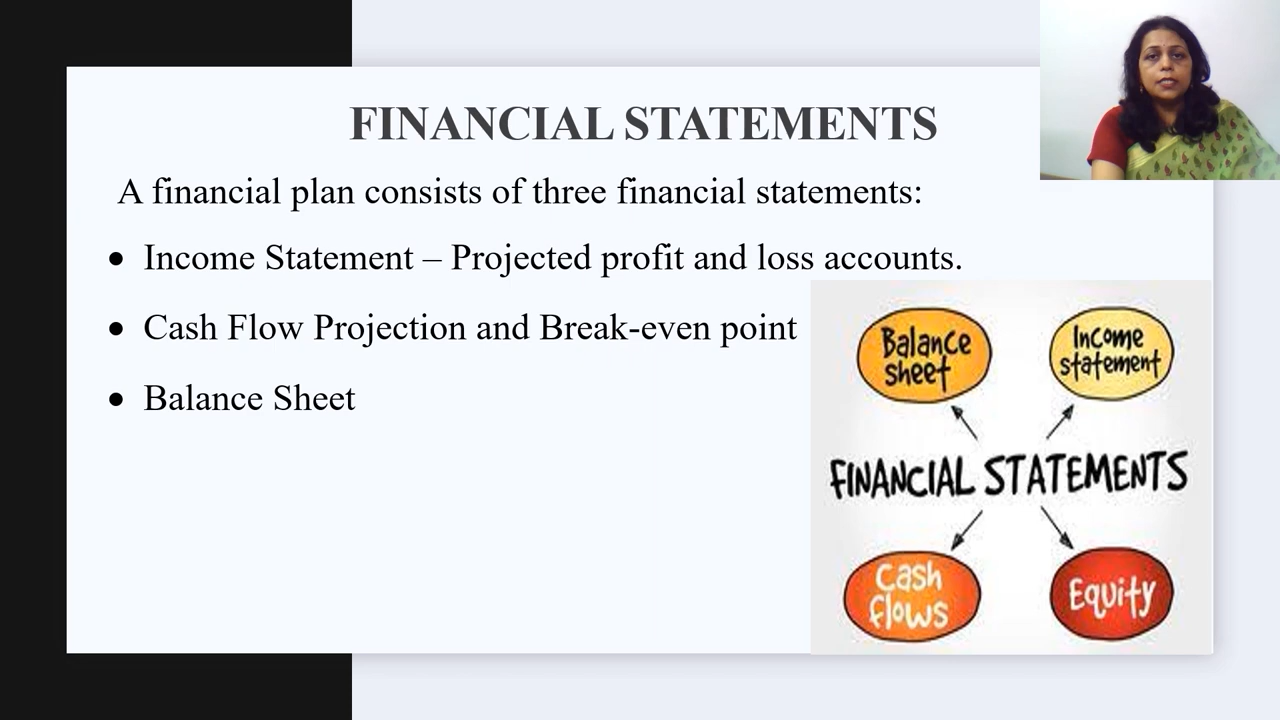 FINANCIAL STATEMENTS
A financial plan consists of three financial statements:
• Income Statement – Projected profit and loss accounts.
• Cash Flow Projection and Break-even point
• Balance Sheet
Balance
sheet
Income
statement
FINANCIAL STATEMENTS
Cash
flows
Equity